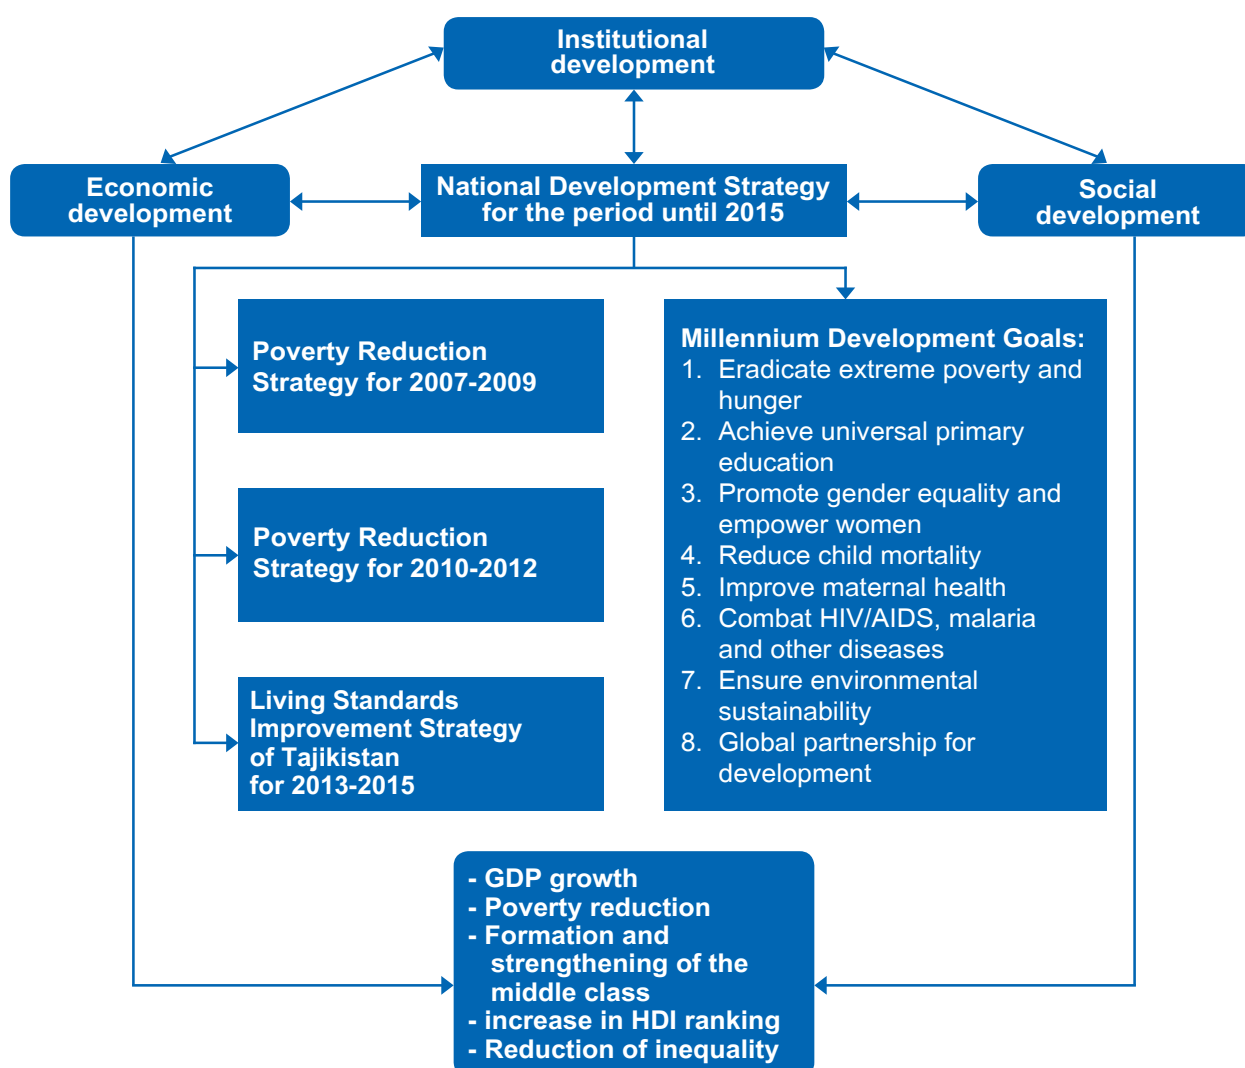 Institutional
development
Economic
development
National Development Strategy
for the period until 2015
Social
development
Poverty Reduction
Strategy for 2007-2009
Poverty Reduction
Strategy for 2010-2012
Living Standards
Improvement Strategy
of Tajikistan
for 2013-2015
Millennium Development Goals:
1. Eradicate extreme poverty and
hunger
2. Achieve universal primary
education
3. Promote gender equality and
empower women
4. Reduce child mortality
5. Improve maternal health
6. Combat HIV/AIDS, malaria
and other diseases
7. Ensure environmental
sustainability
8. Global partnership for
development
- GDP growth
- Poverty reduction
- Formation and
strengthening of the
middle class
- increase in HDI ranking
- Reduction of inequality